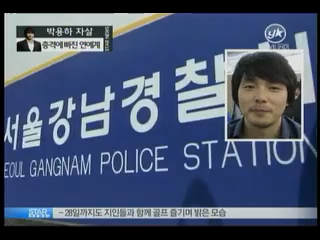 박용하 자살
충격에 빠진 연예계
yk
서울강남경찰
SEOUL GANGNAM POLICE STATION
STAR
- 28일까지도 지인들과 함께 골프 즐기며 밝은 모습